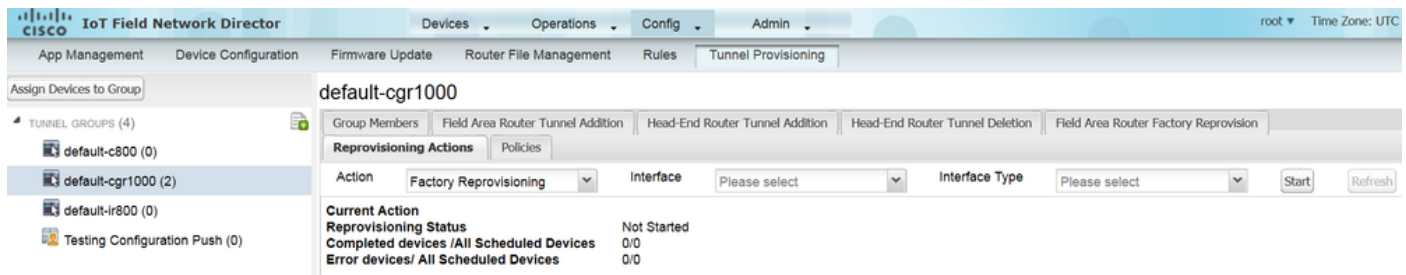 CISCO IoT Field Network Director Devices Operations Config Admin root Time Zone: UTC
App Management Device Configuration Firmware Update Router File Management Rules Tunnel Provisioning
Assign Devices to Group
default-cgr1000
TUNNEL GROUPS (4)
default-c800 (0)
default-cgr1000 (2)
default-ir800 (0)
Testing Configuration Push (0)
Group Members Field Area Router Tunnel Addition Head-End Router Tunnel Addition Head-End Router Tunnel Deletion Field Area Router Factory Reprovision
Reprovisioning Actions Policies
Action Factory Reprovisioning Interface Please select Interface Type Please select Start Refresh
Current Action
Reprovisioning Status Not Started
Completed devices /All Scheduled Devices 0/0
Error devices/ All Scheduled Devices 0/0